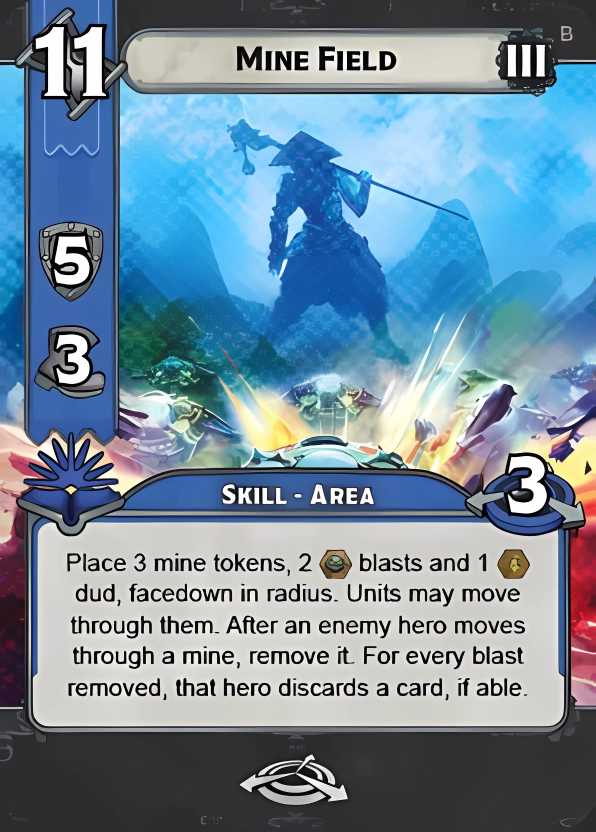 11
Mine Field
III
B
5
3
Skill - Area
3
Place 3 mine tokens, 2 blasts and 1
dud, facedown in radius. Units may move
through them. After an enemy hero moves
through a mine, remove it. For every blast
removed, that hero discards a card, if able.